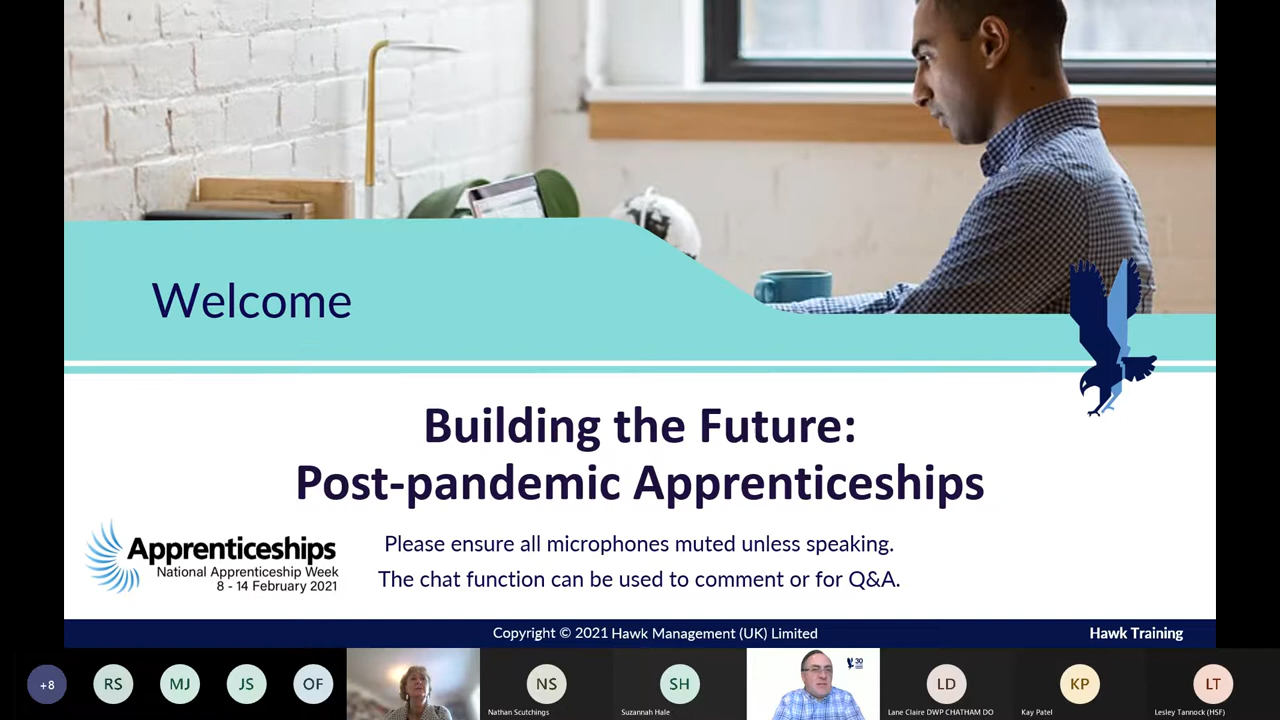 Welcome
Building the Future:
Post-pandemic Apprenticeships
Apprenticeships
National Apprenticeship Week
8 - 14 February 2021
Please ensure all microphones muted unless speaking.
The chat function can be used to comment or for Q&A.
Copyright © 2021 Hawk Management (UK) Limited
Hawk Training
+8
RS
MJ
JS
OF
NS
Nathan Scutchings
SH
Suzannah Hale
30
LD
Lane Claire DWP CHATHAM DO
KP
Kay Patel
LT
Lesley Tannock (HSF)